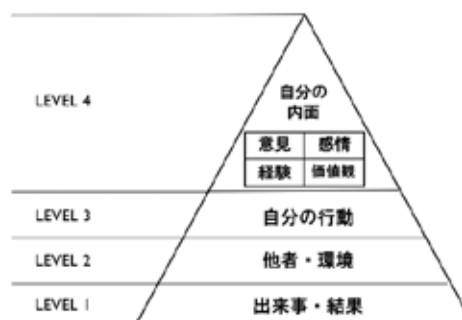 LEVEL 4
自分の
内面
意見 感情
経験 価値観
LEVEL 3 自分の行動
LEVEL 2 他者・環境
LEVEL 1 出来事・結果